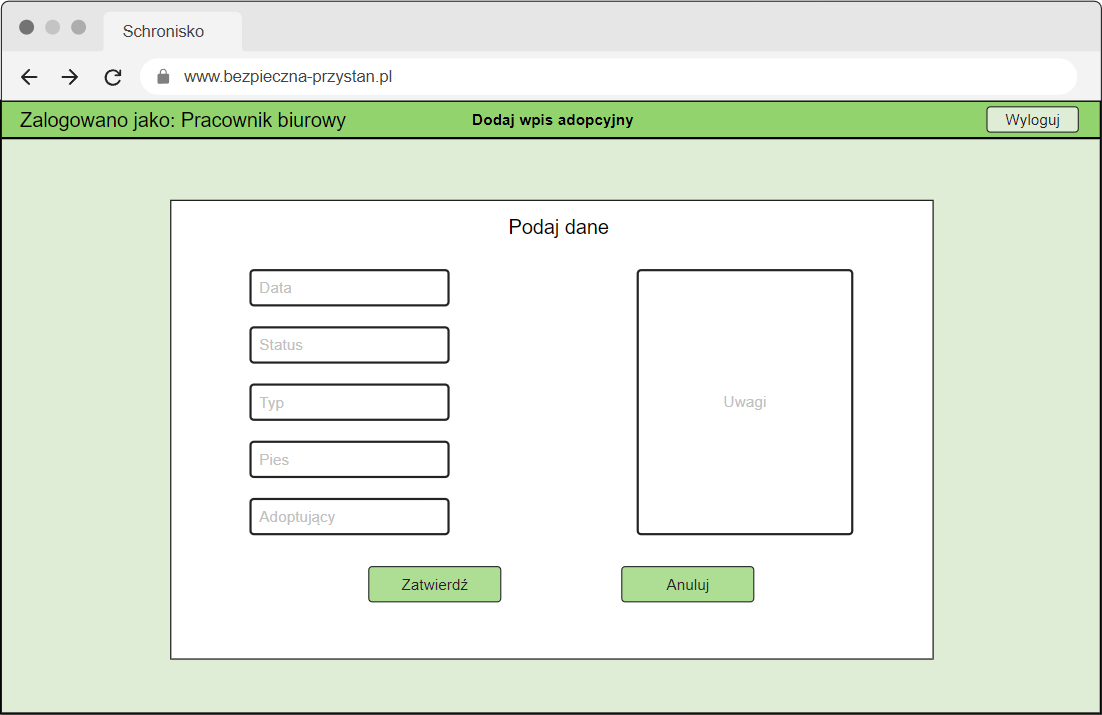 Schronisko
www.bezpieczna-przystan.pl
Zalogowano jako: Pracownik biurowy
Dodaj wpis adopcyjny
Wyloguj
Podaj dane
Data
Status
Typ
Pies
Adoptujący
Uwagi
Zatwierdź
Anuluj